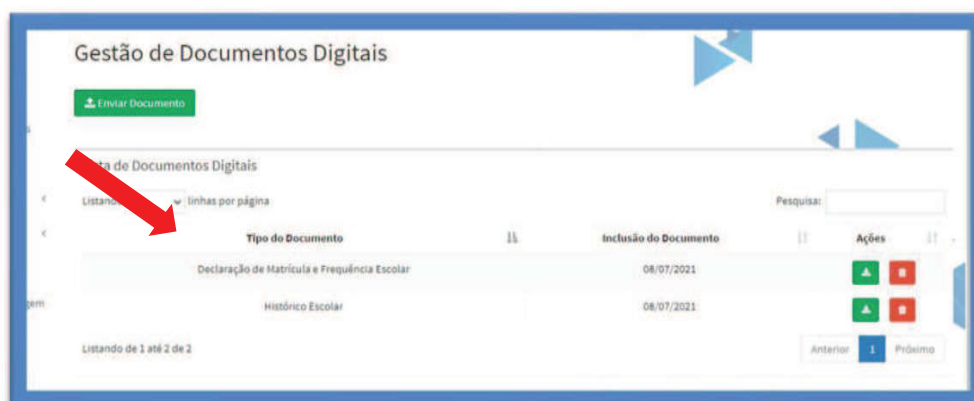 Gestão de Documentos Digitais
Enviar Documento
de Documentos Digitais
linhas por página
Pesquisa:
Tipo do Documento Inclusão do Documento Ações
Declaração de Matrícula e Frequência Escolar 08/07/2021
Histórico Escolar 08/07/2021
Listando de 1 até 2 de 2
Anterior 1 Próximo